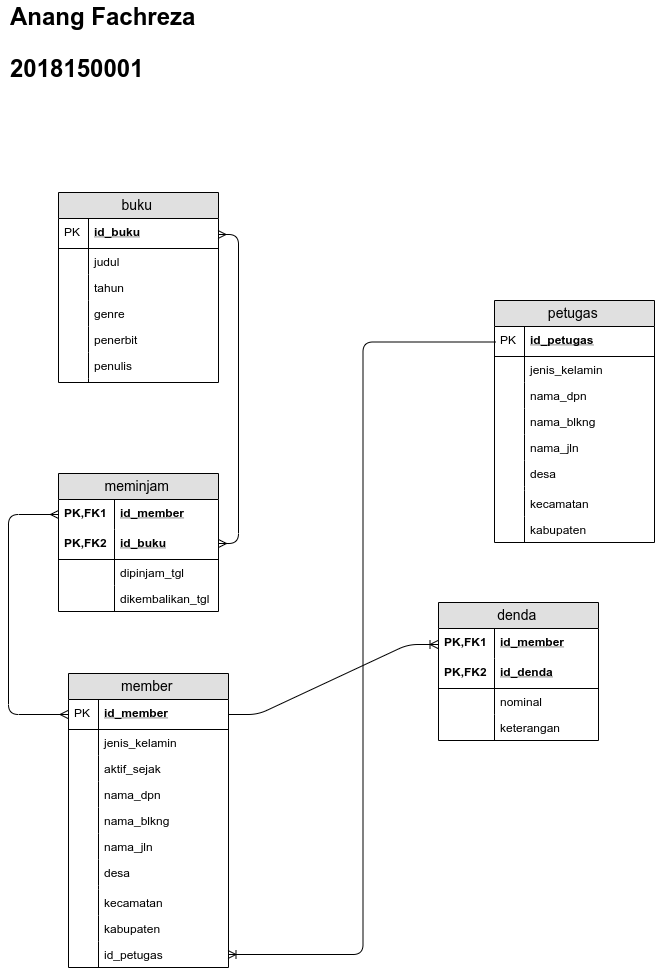 Anang Fachreza
2018150001
buku
PK id_buku
judul
tahun
genre
penerbit
penulis
petugas
PK id_petugas
jenis_kelamin
nama_dpn
nama_blkng
nama_jln
desa
kecamatan
kabupaten
meminjam
PK,FK1 id_member
PK,FK2 id_buku
dipinjam_tgl
dikembalikan_tgl
denda
PK,FK1 id_member
PK,FK2 id_denda
nominal
keterangan
member
PK id_member
jenis_kelamin
aktif_sejak
nama_dpn
nama_blkng
nama_jln
desa
kecamatan
kabupaten
id_petugas